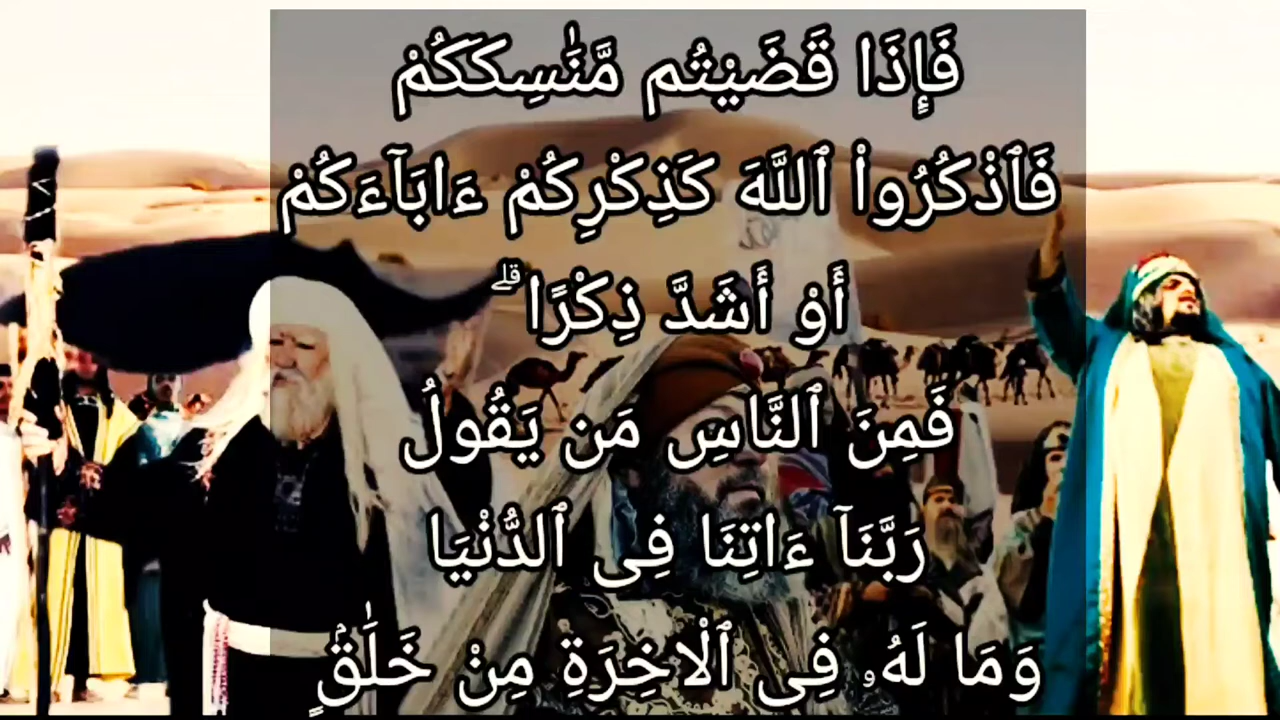 فَإِذَا قَضَيْتُم مَّنَٰسِكَكُمْ
فَٱذْكُرُوا۟ ٱللَّهَ كَذِكْرِكُمْ ءَابَآءَكُمْ
أَوْ أَشَدَّ ذِكْرًا ۗ
فَمِنَ ٱلنَّاسِ مَن يَقُولُ
رَبَّنَآ ءَاتِنَا فِى ٱلدُّنْيَا
وَمَا لَهُۥ فِى ٱلْاخِرَةِ مِنْ خَلَٰقٍۢ